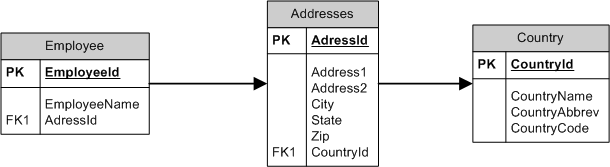 Employee
PK EmployeeId
EmployeeName
FK1 AdressId
Addresses
PK AdressId
Address1
Address2
City
State
Zip
FK1 CountryId
Country
PK CountryId
CountryName
CountryAbbrev
CountryCode